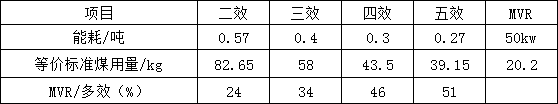 项目 二效 三效 四效 五效 MVR
能耗/吨 0.57 0.4 0.3 0.27 50kw
等价标准煤用量/kg 82.65 58 43.5 39.15 20.2
MVR/多效（%） 24 34 46 51